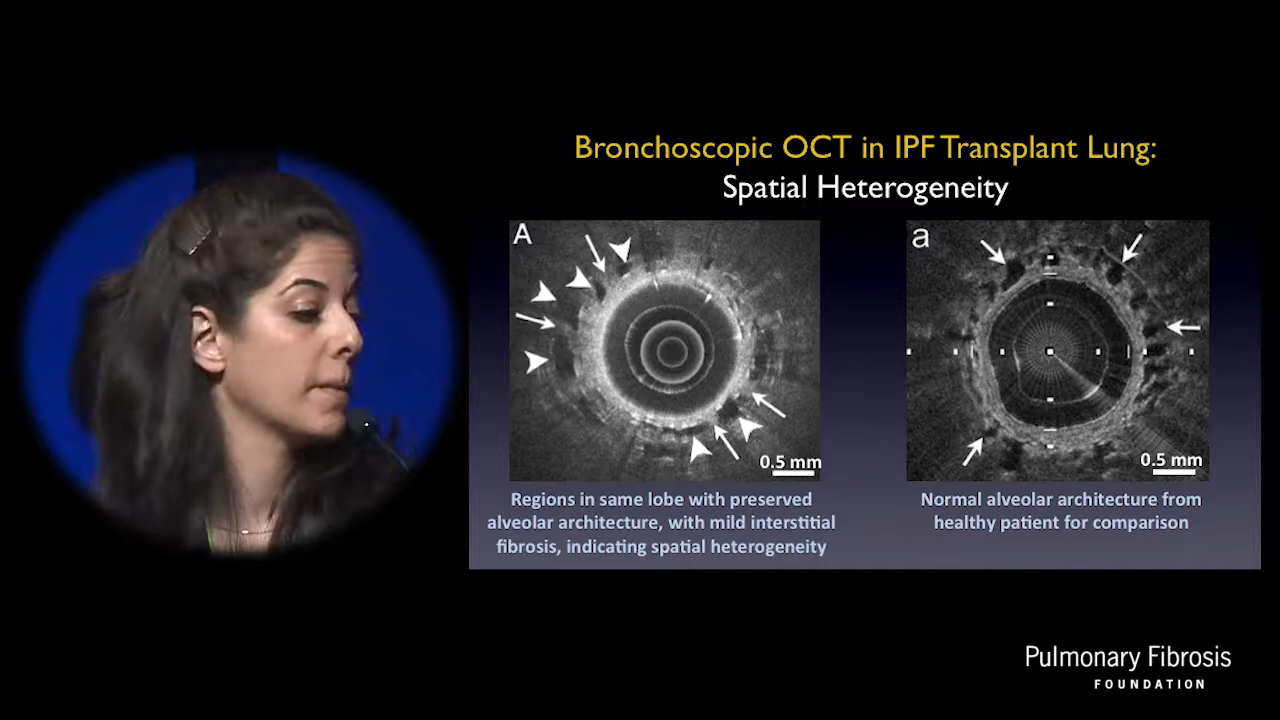 Bronchoscopic OCT in IPF Transplant Lung:
Spatial Heterogeneity
A
0.5 mm
a
0.5 mm
Regions in same lobe with preserved
alveolar architecture, with mild interstitial
fibrosis, indicating spatial heterogeneity
Normal alveolar architecture from
healthy patient for comparison
Pulmonary Fibrosis
FOUNDATION